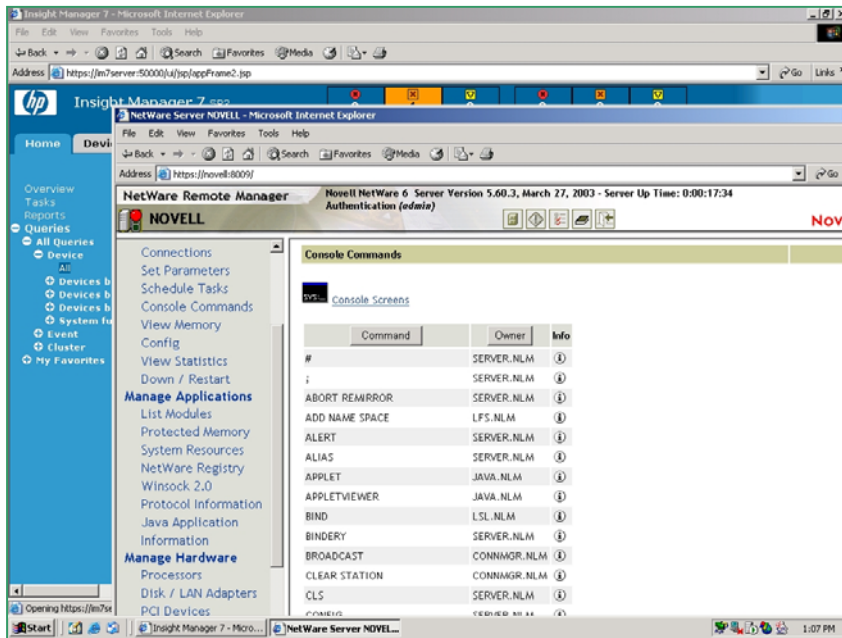 Insight Manager 7 - Microsoft Internet Explorer
File Edit View Favorites Tools Help
Back Search Favorites Media
Address https://im7server:50000/ui/jsp/appFrame2.jsp Go Links
hp Insight Manager 7 SP2
Home Devi
Overview
Tasks
Reports
Queries
All Queries
Device
All
Devices b
Devices b
Devices b
System fu
Event
Cluster
My Favorites
NetWare Server NOVELL - Microsoft Internet Explorer
File Edit View Favorites Tools Help
Back Search Favorites Media
Address https://novell:8009/ Go
NetWare Remote Manager
NOVELL
Novell NetWare 6 Server Version 5.60.3, March 27, 2003 - Server Up Time: 0:00:17:34
Authentication (admin)
Nov
Connections
Set Parameters
Schedule Tasks
Console Commands
View Memory
Config
View Statistics
Down / Restart
Manage Applications
List Modules
Protected Memory
System Resources
NetWare Registry
Winsock 2.0
Protocol Information
Java Application
Information
Manage Hardware
Processors
Disk / LAN Adapters
PCI Devices
Console Commands
Console Screens
Command Owner Info
# SERVER.NLM
; SERVER.NLM
ABORT REMIRROR SERVER.NLM
ADD NAME SPACE LFS.NLM
ALERT SERVER.NLM
ALIAS SERVER.NLM
APPLET JAVA.NLM
APPLETVIEWER JAVA.NLM
BIND LSL.NLM
BINDERY SERVER.NLM
BROADCAST CONNMGR.NLM
CLEAR STATION CONNMGR.NLM
CLS SERVER.NLM
CONFIG SERVER.NLM
Opening https://im7se
Start Insight Manager 7 - Micro... NetWare Server NOVEL... 1:07 PM